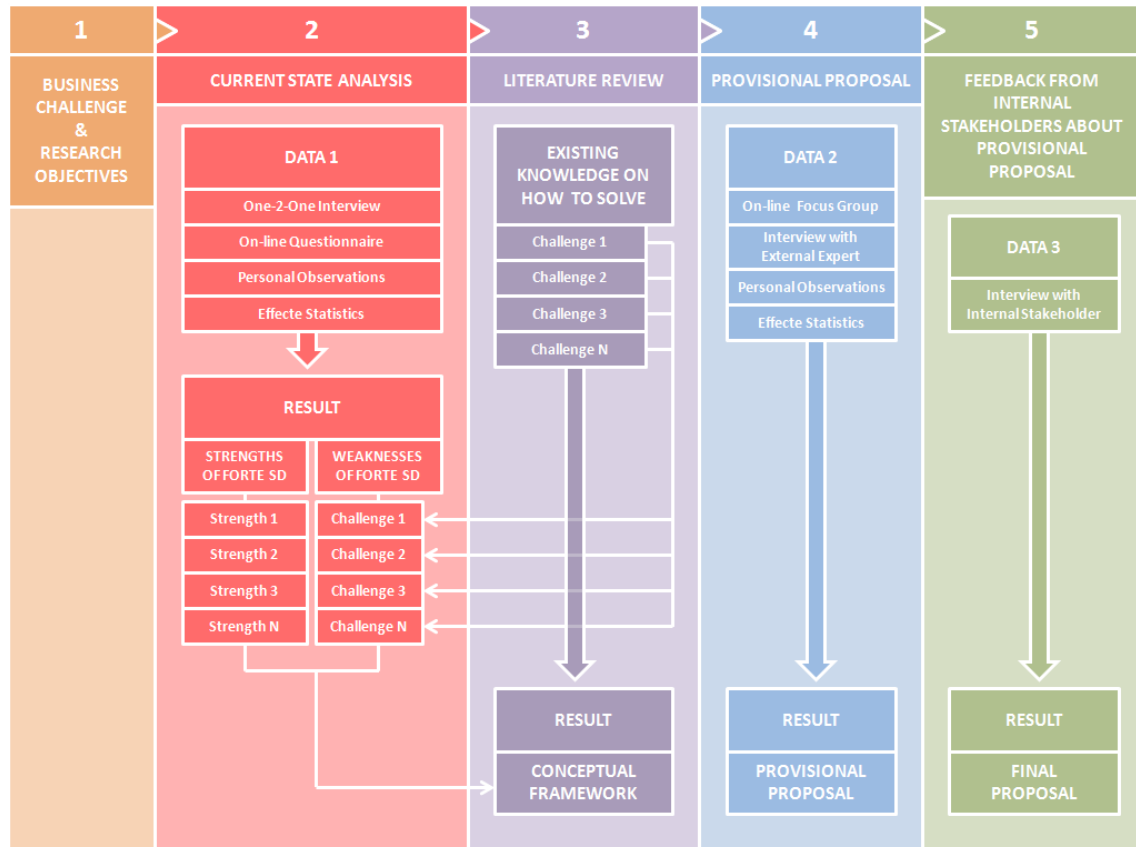 1
BUSINESS
CHALLENGE
&
RESEARCH
OBJECTIVES
2
CURRENT STATE ANALYSIS
DATA 1
One-2-One Interview
On-line Questionnaire
Personal Observations
Effecte Statistics
RESULT
STRENGTHS
OF FORTE SD
Strength 1
Strength 2
Strength 3
Strength N
WEAKNESSES
OF FORTE SD
Challenge 1
Challenge 2
Challenge 3
Challenge N
3
LITERATURE REVIEW
EXISTING
KNOWLEDGE ON
HOW TO SOLVE
Challenge 1
Challenge 2
Challenge 3
Challenge N
RESULT
CONCEPTUAL
FRAMEWORK
4
PROVISIONAL PROPOSAL
DATA 2
On-line Focus Group
Interview with
External Expert
Personal Observations
Effecte Statistics
RESULT
PROVISIONAL
PROPOSAL
5
FEEDBACK FROM
INTERNAL
STAKEHOLDERS ABOUT
PROVISIONAL
PROPOSAL
DATA 3
Interview with
Internal Stakeholder
RESULT
FINAL
PROPOSAL